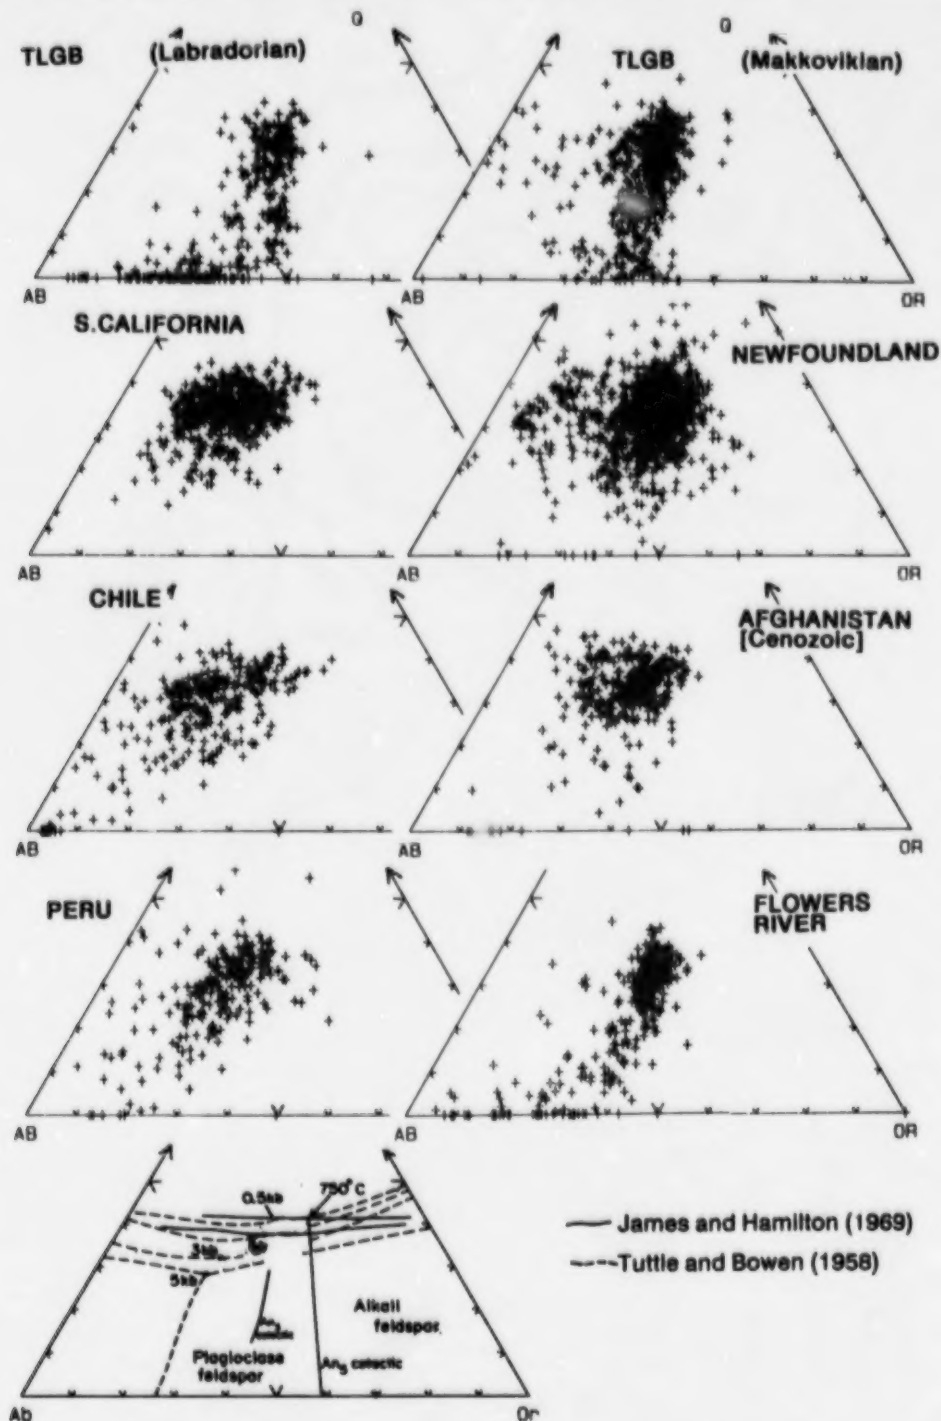 Q
Q
TLGB (Labradorian)
TLGB (Makkovikian)
AB
AB
OR
S.CALIFORNIA
NEWFOUNDLAND
AB
AB
OR
CHILE
AFGHANISTAN
[Cenozoic]
AB
AB
OR
PERU
FLOWERS
RIVER
AB
AB
OR
0.5kb
750°C
3kb
5kb
James and Hamilton (1969)
Tuttle and Bowen (1958)
Alkali
feldspar
Plagioclase
feldspar
An5 cotectic
Ab
Or